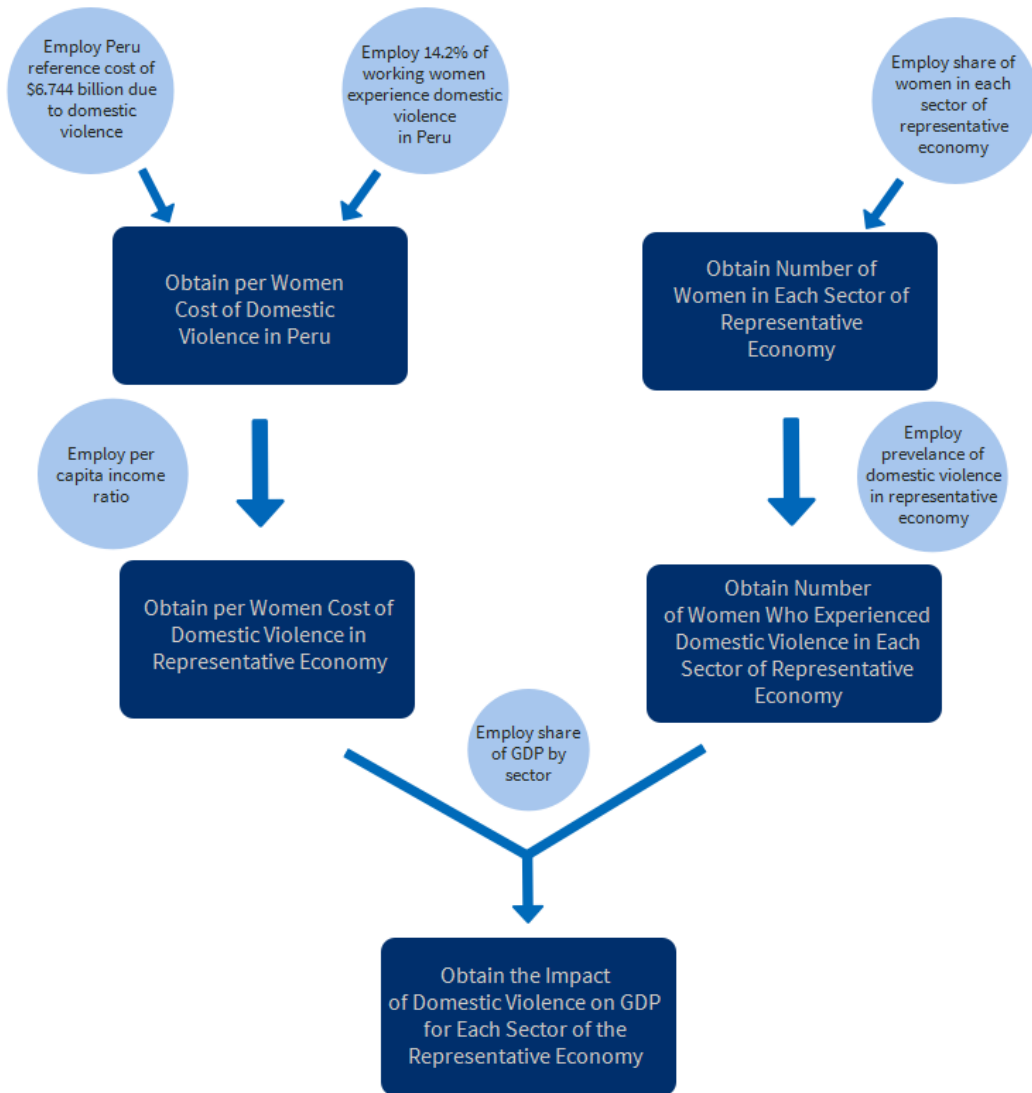 Employ Peru
reference cost of
$6.744 billion due
to domestic
violence
Employ 14.2% of
working women
experience domestic
violence
in Peru
Employ share of
women in each
sector of
representative
economy
Obtain per Women
Cost of Domestic
Violence in Peru
Obtain Number of
Women in Each Sector of
Representative
Economy
Employ per
capita income
ratio
Employ
prevelance of
domestic violence
in representative
economy
Obtain per Women Cost of
Domestic Violence in
Representative Economy
Obtain Number
of Women Who Experienced
Domestic Violence in Each
Sector of Representative
Economy
Employ share
of GDP by
sector
Obtain the Impact
of Domestic Violence on GDP
for Each Sector of the
Representative Economy